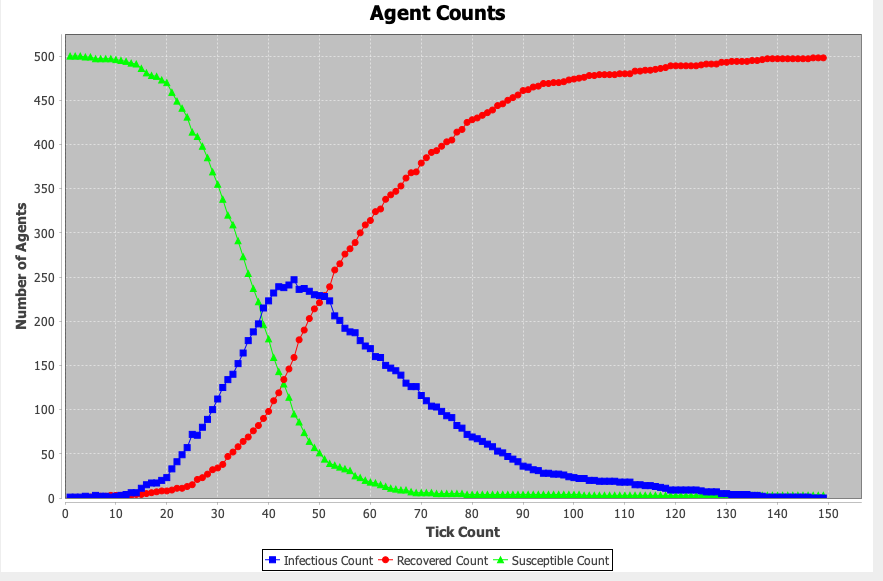 Agent Counts
500
450
400
350
300
250
200
150
100
50
0
Number of Agents
0 10 20 30 40 50 60 70 80 90 100 110 120 130 140 150
Tick Count
Infectious Count Recovered Count Susceptible Count